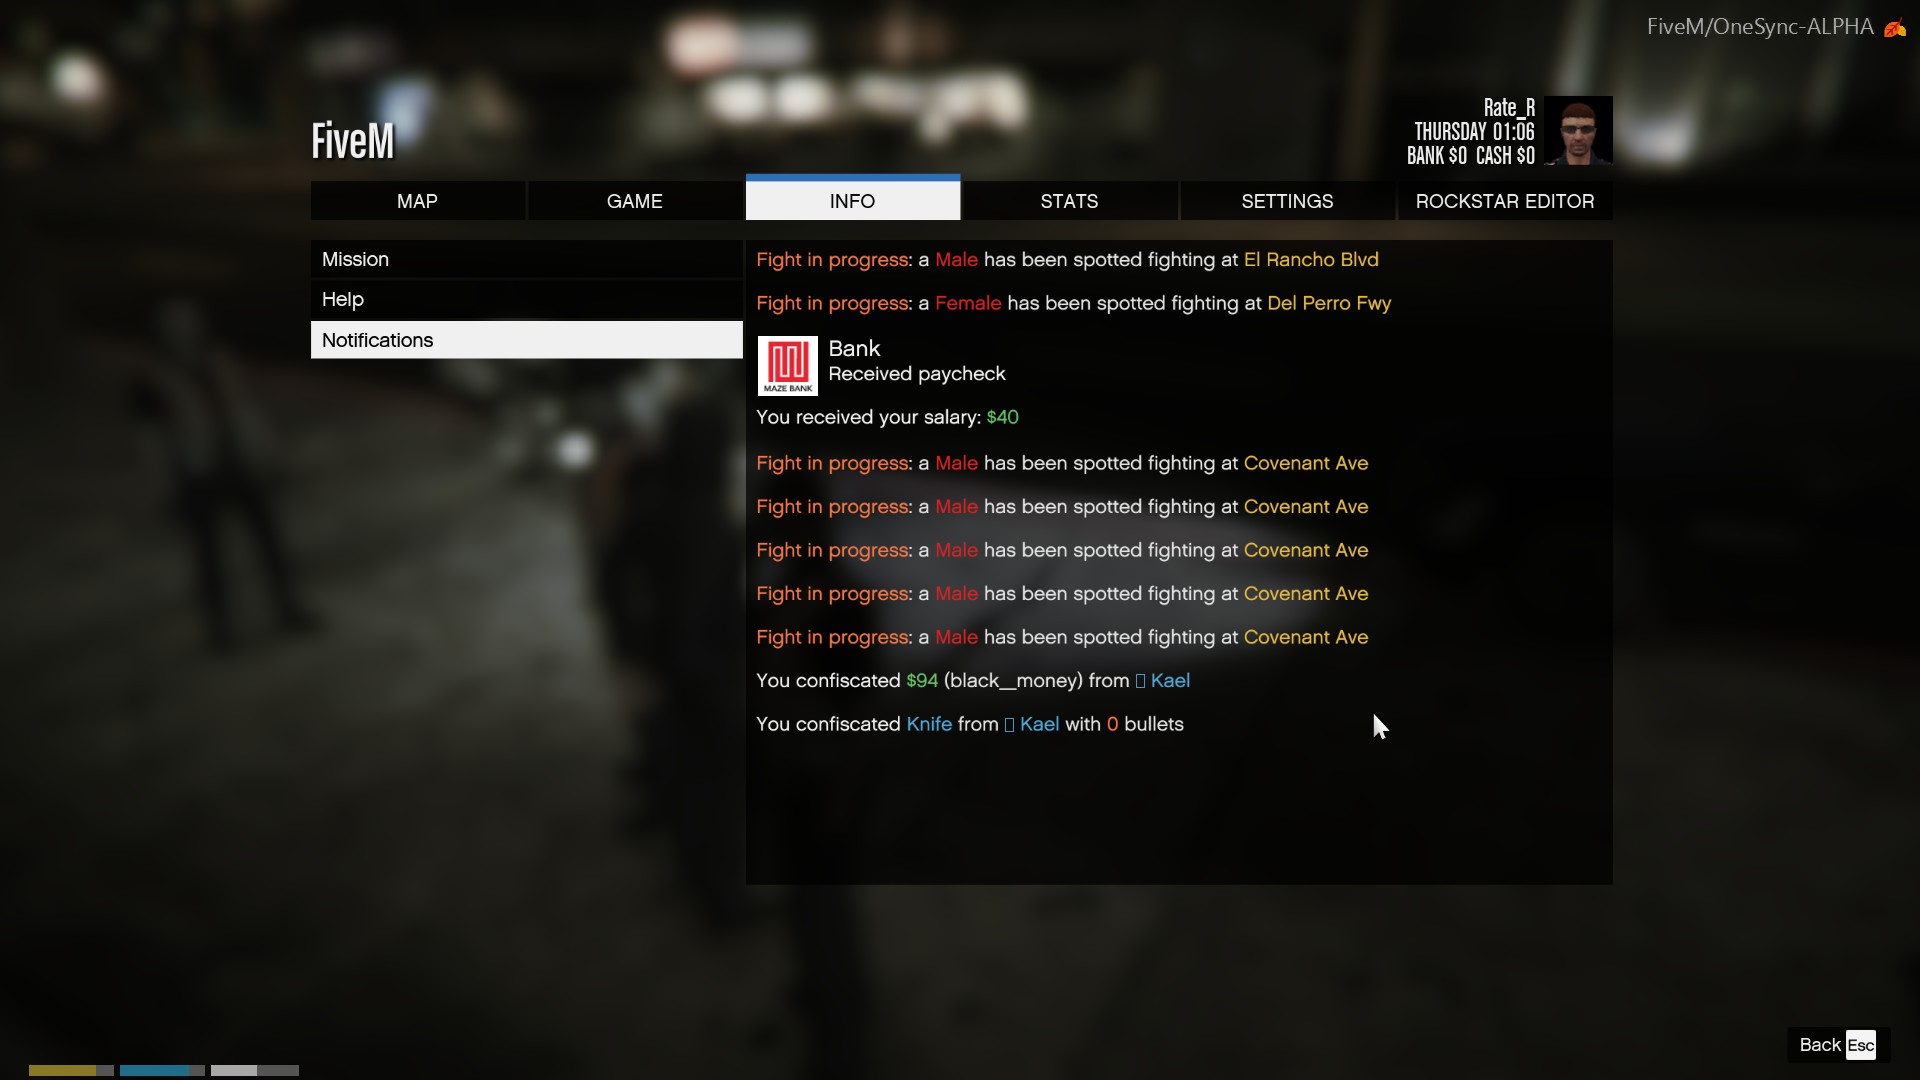 FiveM/OneSync-ALPHA
FiveM
Rate_R
THURSDAY 01:06
BANK $0 CASH $0
MAP
GAME
INFO
STATS
SETTINGS
ROCKSTAR EDITOR
Mission
Help
Notifications
Fight in progress: a Male has been spotted fighting at El Rancho Blvd
Fight in progress: a Female has been spotted fighting at Del Perro Fwy
MAZE BANK
Bank
Received paycheck
You received your salary: $40
Fight in progress: a Male has been spotted fighting at Covenant Ave
Fight in progress: a Male has been spotted fighting at Covenant Ave
Fight in progress: a Male has been spotted fighting at Covenant Ave
Fight in progress: a Male has been spotted fighting at Covenant Ave
Fight in progress: a Male has been spotted fighting at Covenant Ave
You confiscated $94 (black_money) from ▯ Kael
You confiscated Knife from ▯ Kael with 0 bullets
Back Esc